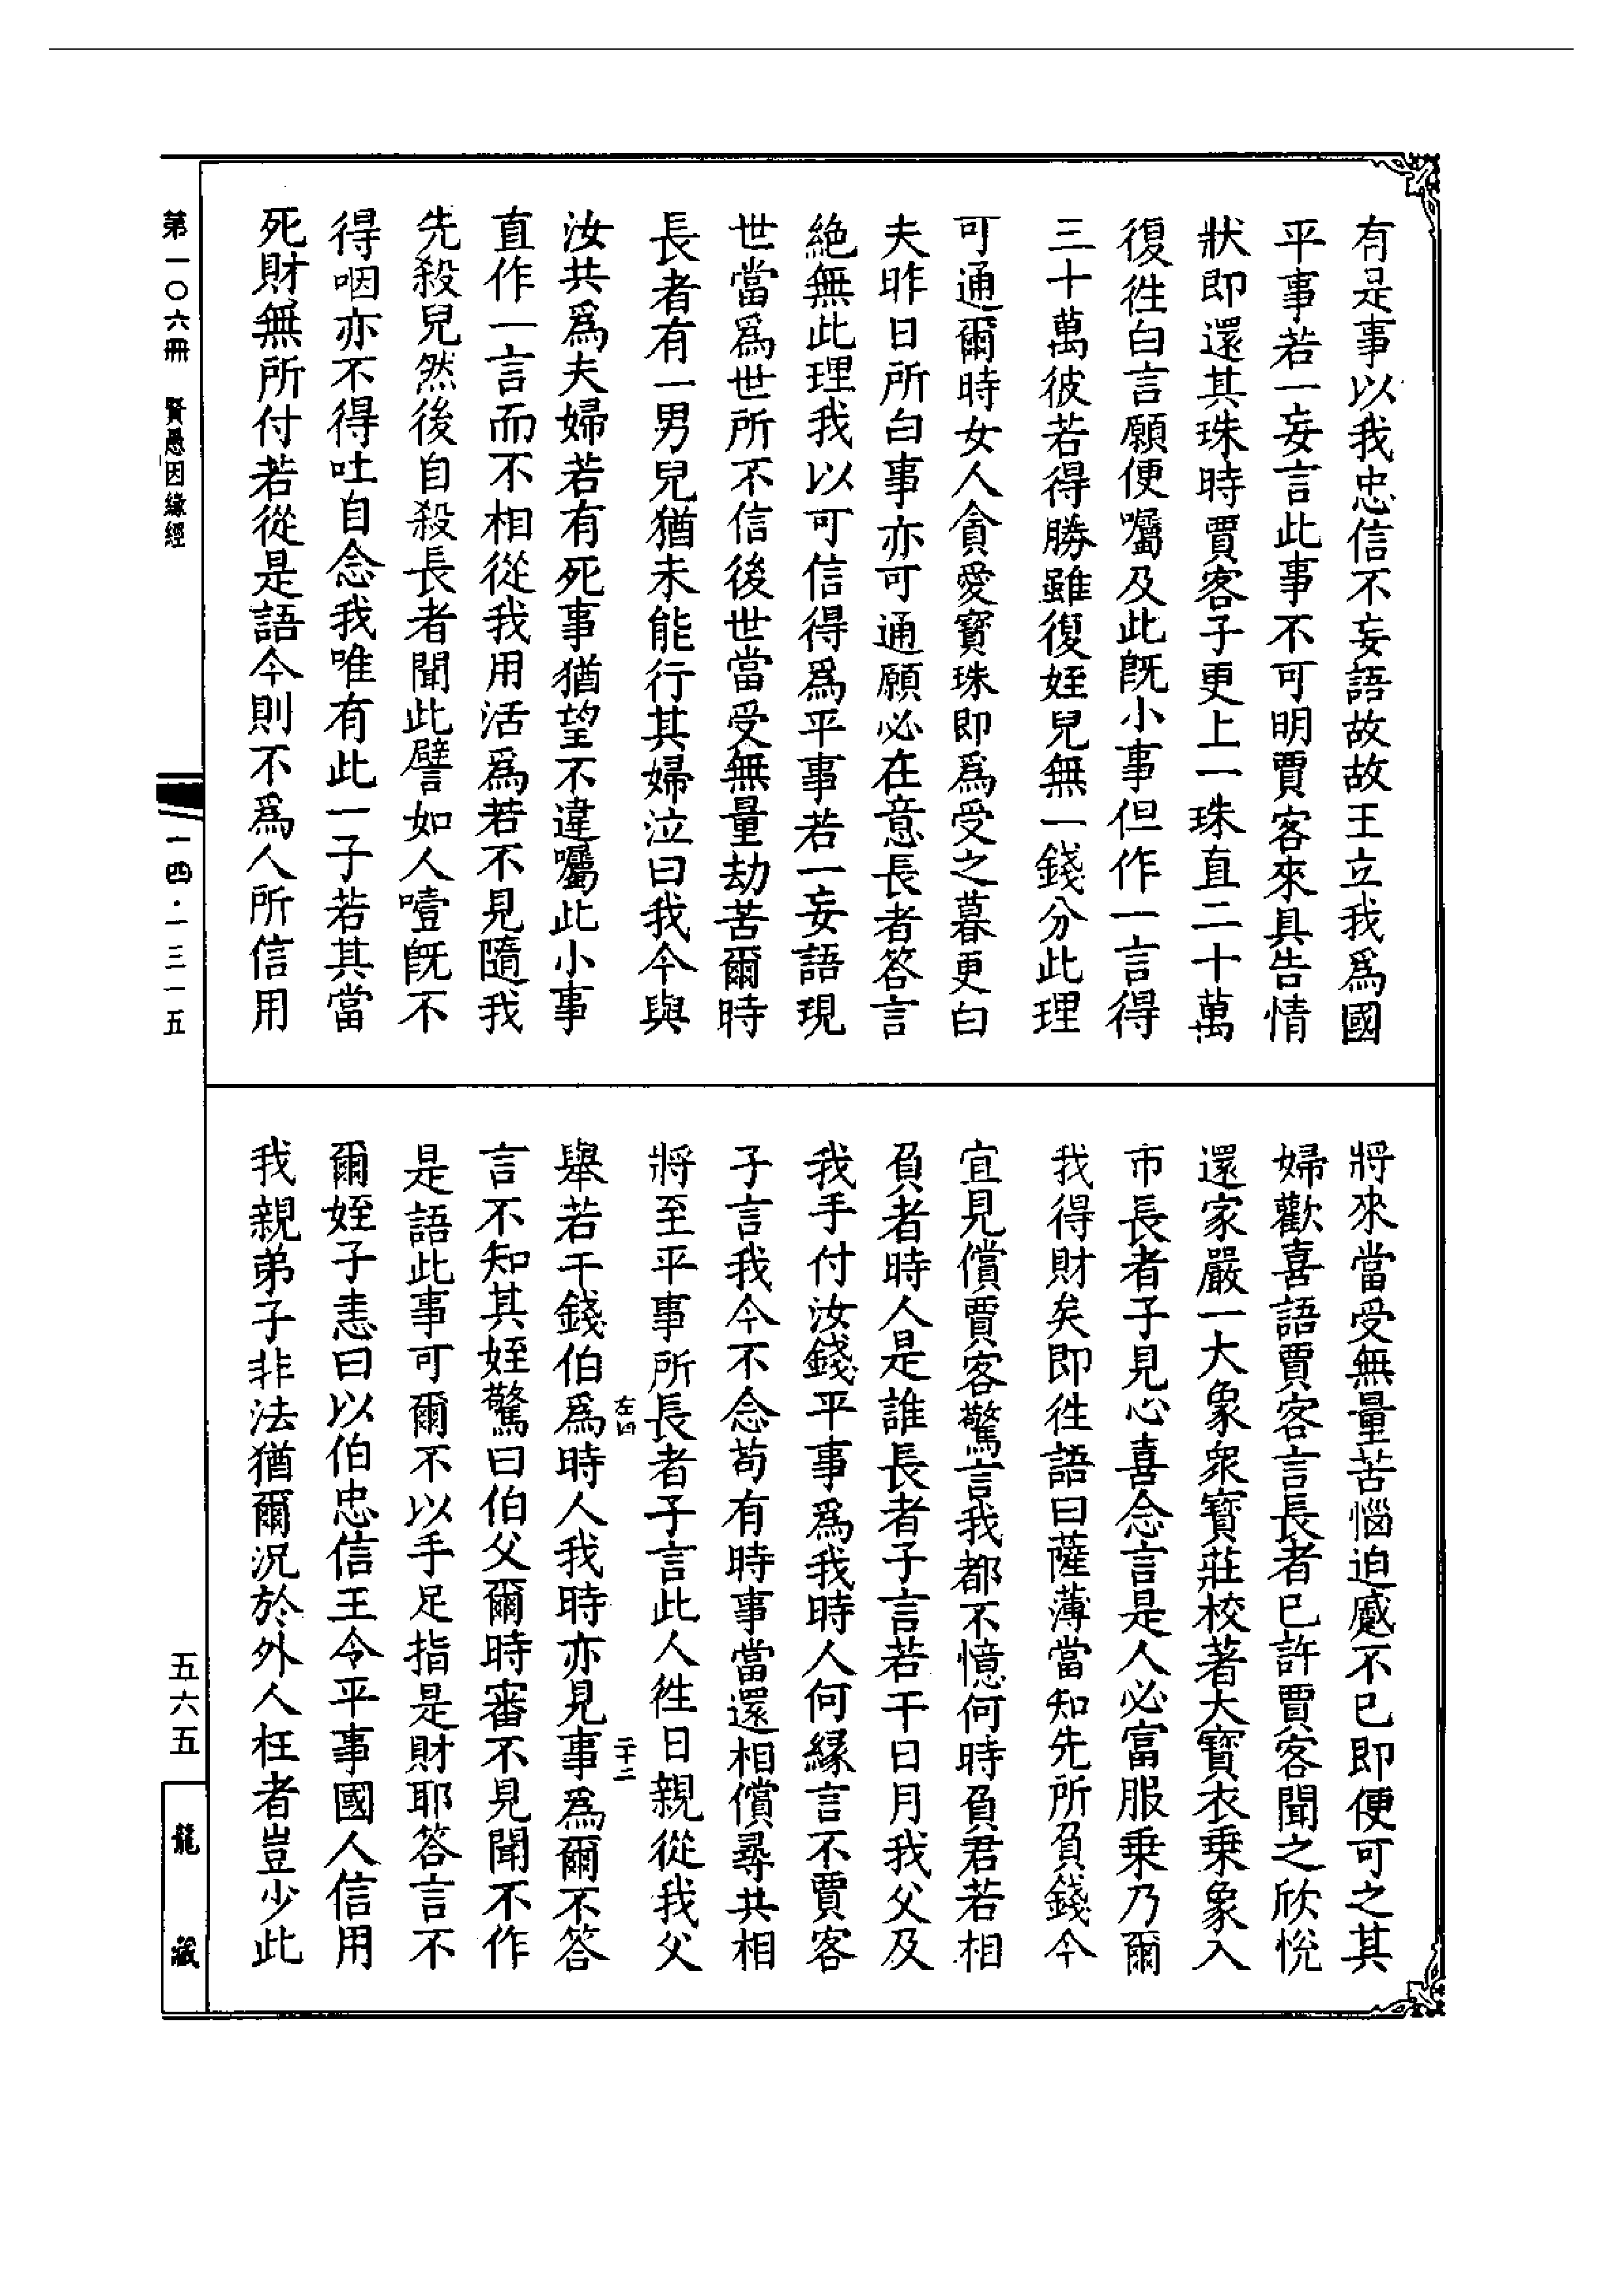 有是事以我忠信不妄語故故王立我爲國
平事若一妄言此事不可明賈客來具告情
狀即還其珠時賈客子更上一珠直二十萬
復徃白言願便囑及此旣小事但作一言得
三十萬彼若得勝雖復姪兒無一錢分此理
可通爾時女人貪愛寳珠即爲受之暮更白
夫昨日所白事亦可通願必在意長者答言
絶無此理我以可信得爲平事若一妄語現
世當爲世所不信後世當受無量劫苦爾時
長者有一男兒猶未能行其婦泣曰我今與
汝共爲夫婦若有死事猶望不違囑此小事
直作一言而不相從我用活爲若不見隨我
先殺兒然後自殺長者聞此譬如人噎旣不
得咽亦不得吐自念我唯有此一子若其當
死財無所付若從是語今則不爲人所信用
將來當受無量苦惱迫慼不已即便可之其
婦歡喜語賈客言長者已許賈客聞之欣悅
還家嚴一大象衆寳莊校著大寳衣乗象入
市長者子見心喜念言是人必富服乗乃爾
我得財矣即徃語曰薩薄當知先所負錢今
宜見償賈客驚言我都不憶何時負君若相
負者時人是誰長者子言若干日月我父及
我手付汝錢平事爲我時人何縁言不賈客
子言我今不念苟有時事當還相償尋共相
將至平事所長者子言此人徃日親從我父
左四
二十二
舉若干錢伯爲時人我時亦見事爲爾不答
言不知其姪驚曰伯父爾時審不見聞不作
是語此事可爾不以手足指是財耶答言不
爾姪子恚曰以伯忠信王令平事國人信用
我親弟子非法猶爾況於外人枉者豈少此
第一〇六冊　賢愚因緣經
一四·一三一五
五六五
龍藏